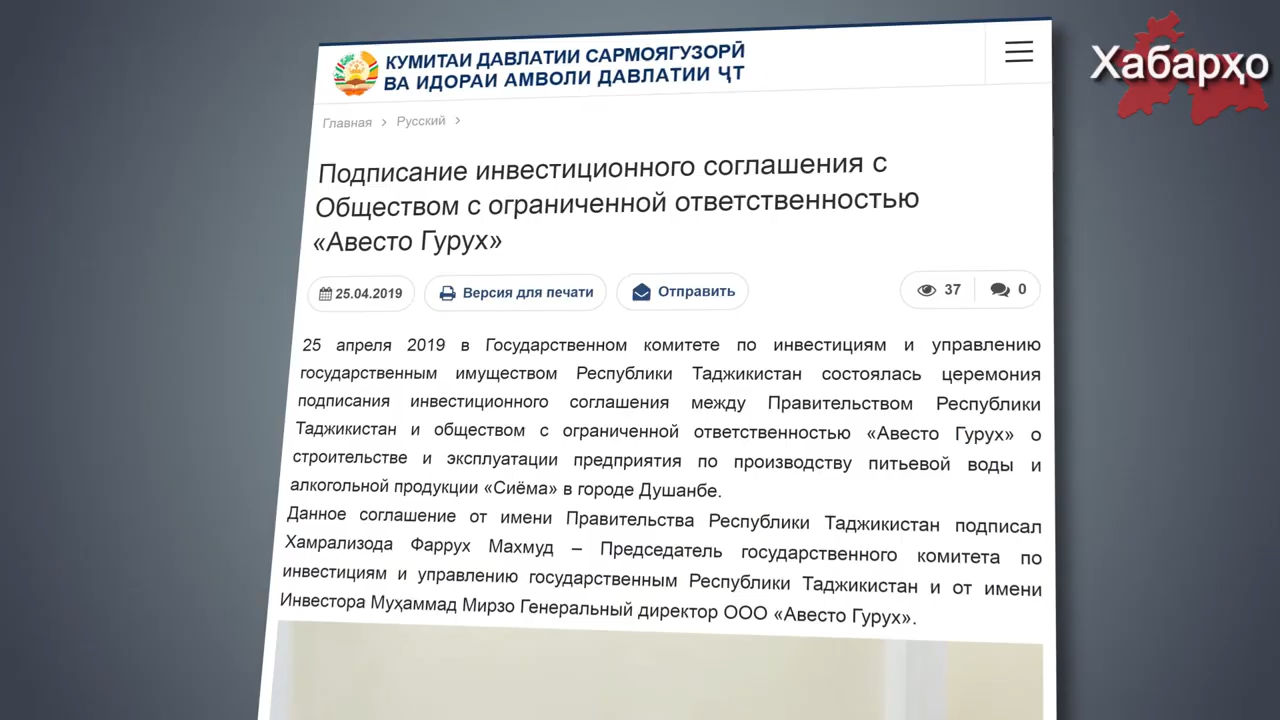 КУМИТАИ ДАВЛАТИИ САРМОЯГУЗОРӢ
ВА ИДОРАИ АМВОЛИ ДАВЛАТИИ ҶТ
Хабарҳо
Главная > Русский >
Подписание инвестиционного соглашения с
Обществом с ограниченной ответственностью
«Авесто Гурух»
25.04.2019 Версия для печати Отправить 37 0
25 апреля 2019 в Государственном комитете по инвестициям и управлению
государственным имуществом Республики Таджикистан состоялась церемония
подписания инвестиционного соглашения между Правительством Республики
Таджикистан и обществом с ограниченной ответственностью «Авесто Гурух» о
строительстве и эксплуатации предприятия по производству питьевой воды и
алкогольной продукции «Сиёма» в городе Душанбе.
Данное соглашение от имени Правительства Республики Таджикистан подписал
Хамрализода Фаррух Махмуд – Председатель государственного комитета по
инвестициям и управлению государственным Республики Таджикистан и от имени
Инвестора Муҳаммад Мирзо Генеральный директор ООО «Авесто Гурух».